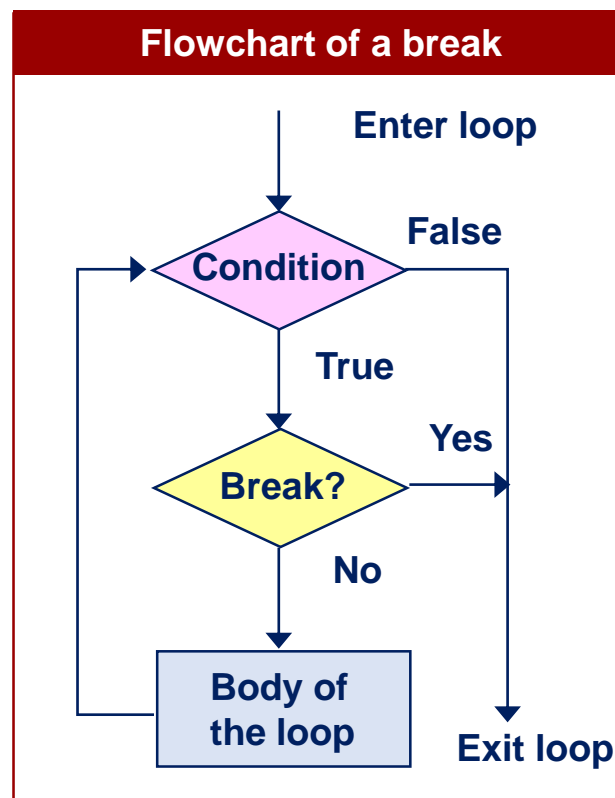 Flowchart of a break
Enter loop
False
Condition
True
Yes
Break?
No
Body of
the loop
Exit loop